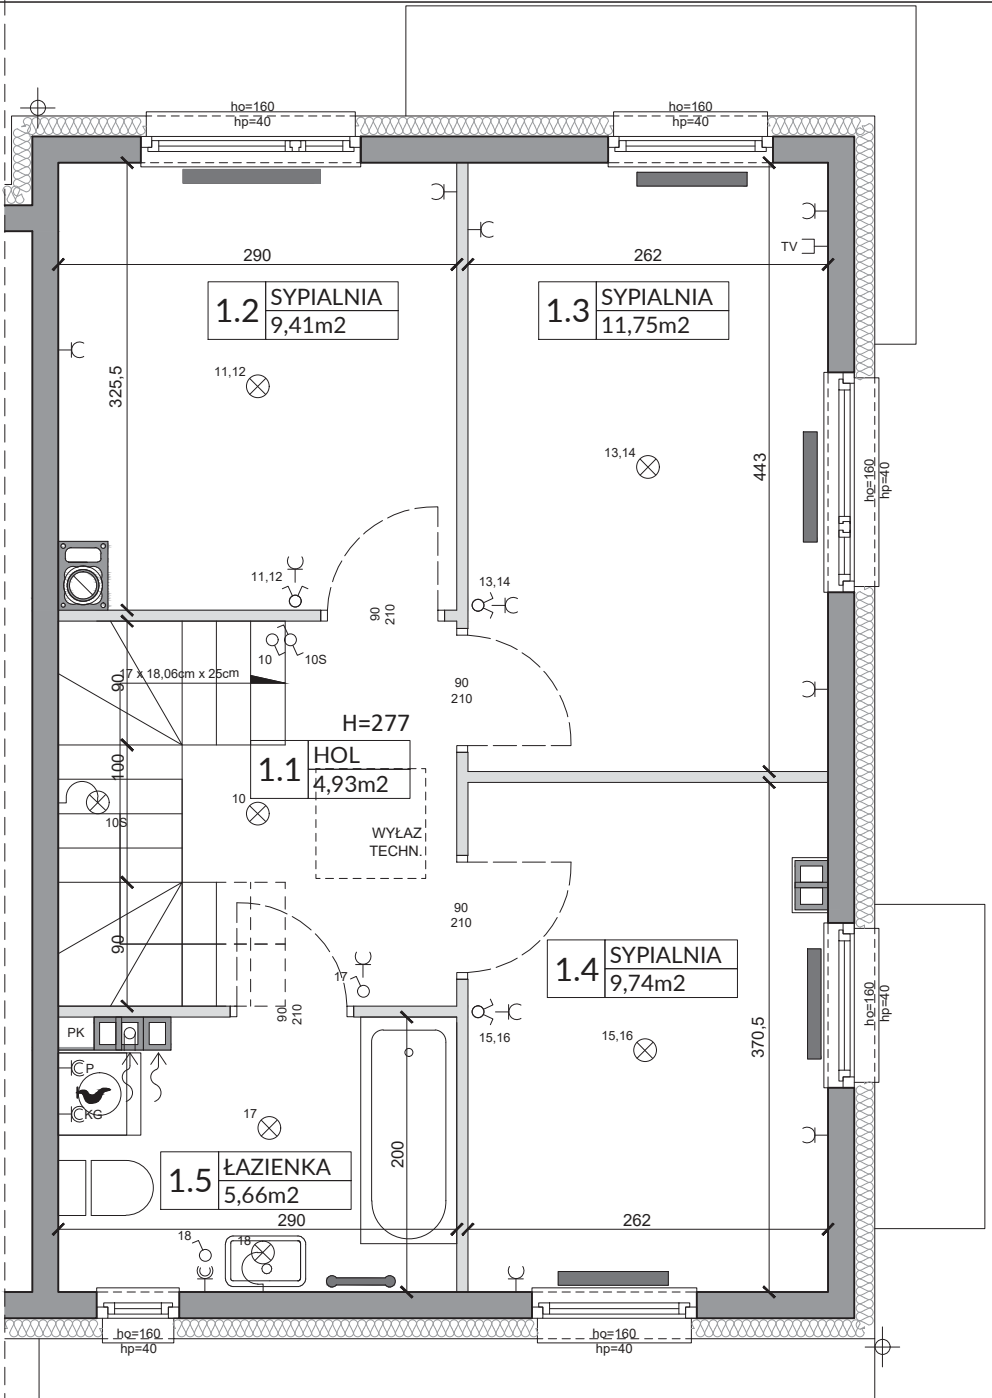 ho=160
hp=40
ho=160
hp=40
TV
290
262
1.2
SYPIALNIA
9,41m2
1.3
SYPIALNIA
11,75m2
11,12
325,5
13,14
443
ho=160
hp=40
11,12
13,14
90
210
10
10S
17 x 18,06cm x 25cm
90
90
210
H=277
1.1
HOL
4,93m2
100
10
10S
WYŁAZ
TECHN.
90
210
90
1.4
SYPIALNIA
9,74m2
17
90
210
ho=160
hp=40
PK
15,16
15,16
370,5
P
KG
17
200
1.5
ŁAZIENKA
5,66m2
290
262
18
18
ho=160
hp=40
ho=160
hp=40